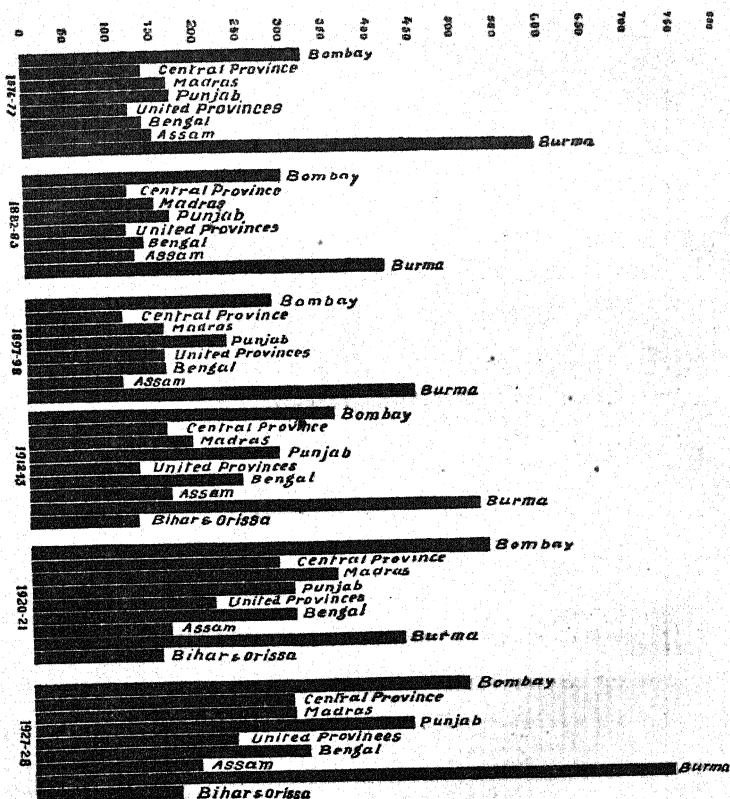 0 50 100 150 200 250 300 350 400 450 500 550 600 650 700 750 800
1876-77
Bombay
Central Province
Madras
Punjab
United Provinces
Bengal
Assam
Burma
1882-83
Bombay
Central Province
Madras
Punjab
United Provinces
Bengal
Assam
Burma
1897-98
Bombay
Central Province
Madras
Punjab
United Provinces
Bengal
Assam
Burma
1912-13
Bombay
Central Province
Madras
Punjab
United Provinces
Bengal
Assam
Burma
Bihar & Orissa
1920-21
Bombay
Central Province
Madras
Punjab
United Provinces
Bengal
Assam
Burma
Bihar & Orissa
1927-28
Bombay
Central Province
Madras
Punjab
United Provinces
Bengal
Assam
Burma
Bihar & Orissa